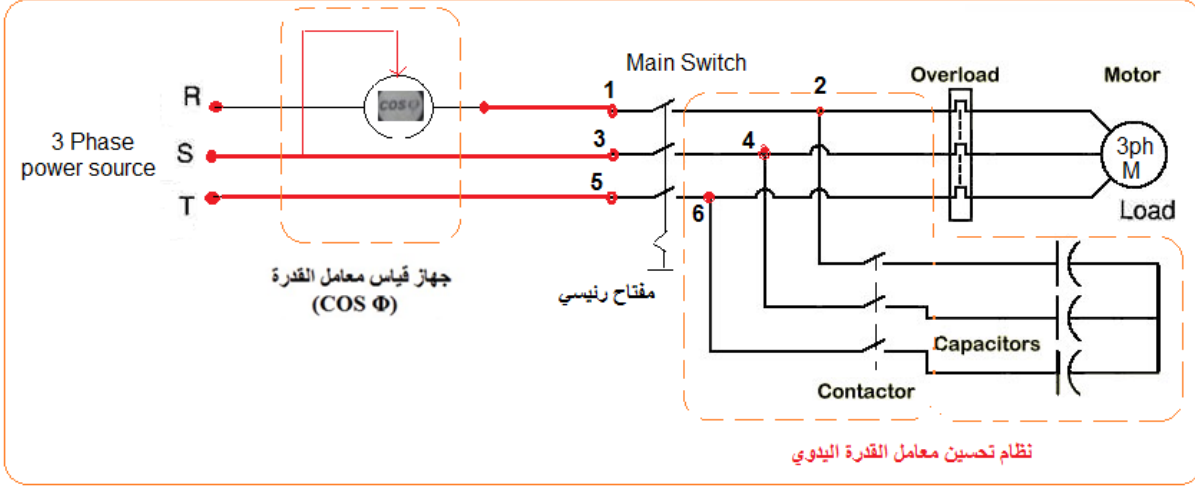 3 Phase
power source
R
S
T
cosΦ
جهاز قياس معامل القدرة
(COS Φ)
Main Switch
1
3
5
مفتاح رئيسي
2
4
6
Overload
Motor
3ph
M
Load
Capacitors
Contactor
نظام تحسين معامل القدرة اليدوي